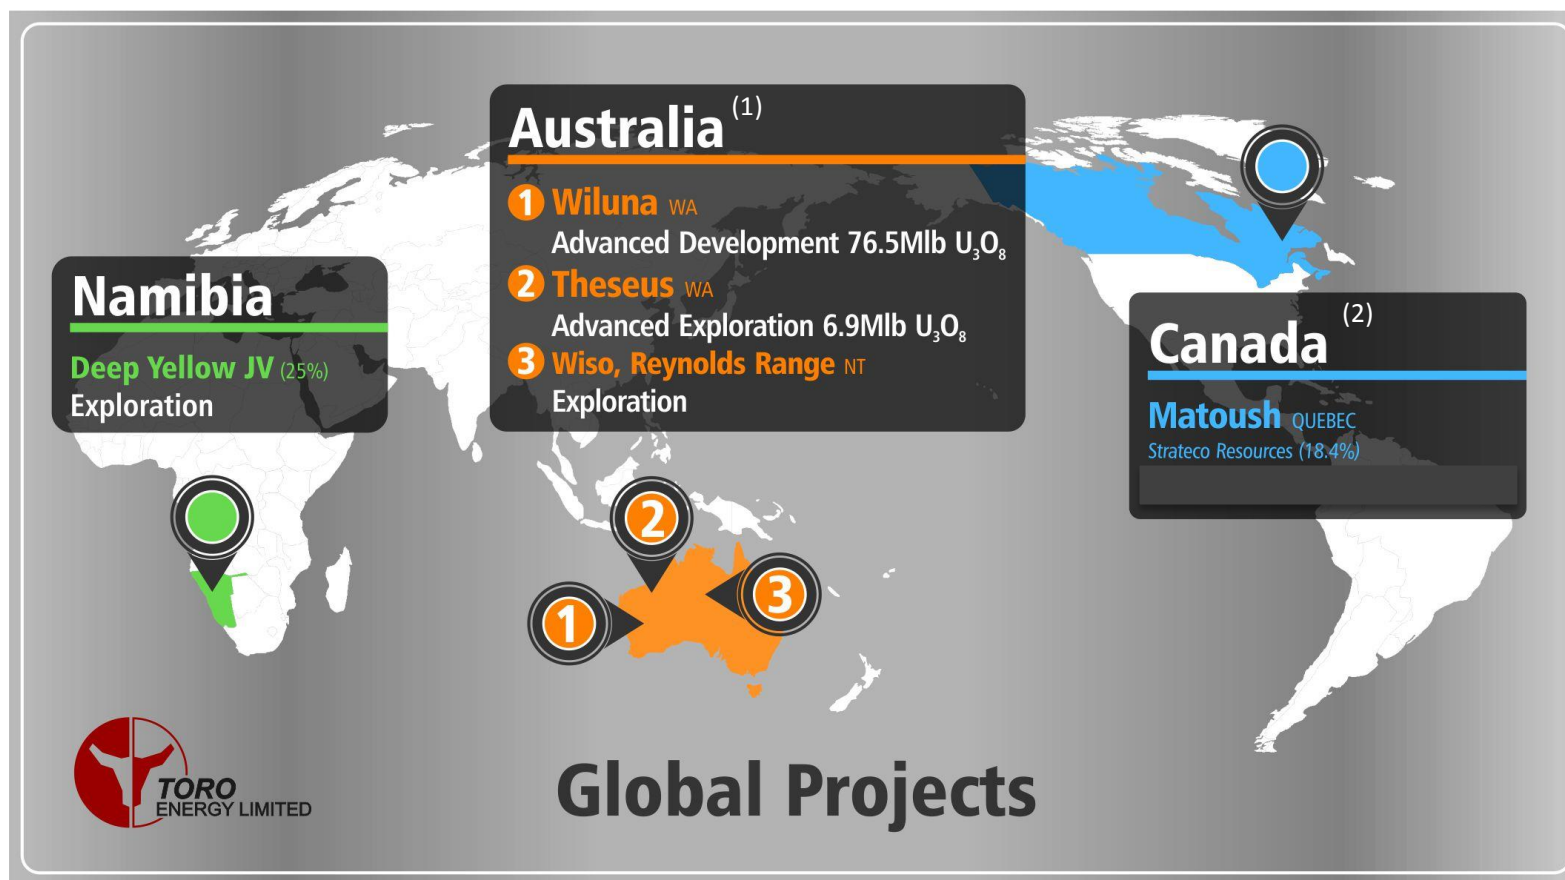 Australia (1)
1 Wiluna WA
Advanced Development 76.5Mlb U₃O₈
2 Theseus WA
Advanced Exploration 6.9Mlb U₃O₈
3 Wiso, Reynolds Range NT
Exploration
Namibia
Deep Yellow JV (25%)
Exploration
Canada (2)
Matoush QUEBEC
Strateco Resources (18.4%)
2
1
3
TORO
ENERGY LIMITED
Global Projects